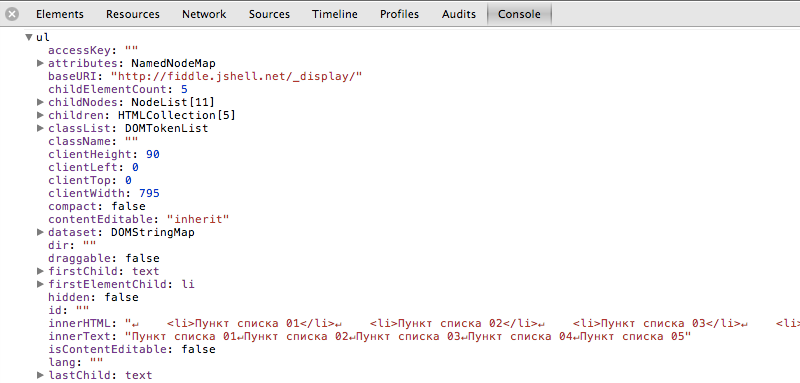 Elements Resources Network Sources Timeline Profiles Audits Console
ul
accessKey: ""
attributes: NamedNodeMap
baseURI: "http://fiddle.jshell.net/_display/"
childElementCount: 5
childNodes: NodeList[11]
children: HTMLCollection[5]
classList: DOMTokenList
className: ""
clientHeight: 90
clientLeft: 0
clientTop: 0
clientWidth: 795
compact: false
contentEditable: "inherit"
dataset: DOMStringMap
dir: ""
draggable: false
firstChild: text
firstElementChild: li
hidden: false
id: ""
innerHTML: "↵    <li>Пункт списка 01</li>↵    <li>Пункт списка 02</li>↵    <li>Пункт списка 03</li>↵    <li>
innerText: "Пункт списка 01↵Пункт списка 02↵Пункт списка 03↵Пункт списка 04↵Пункт списка 05"
isContentEditable: false
lang: ""
lastChild: text